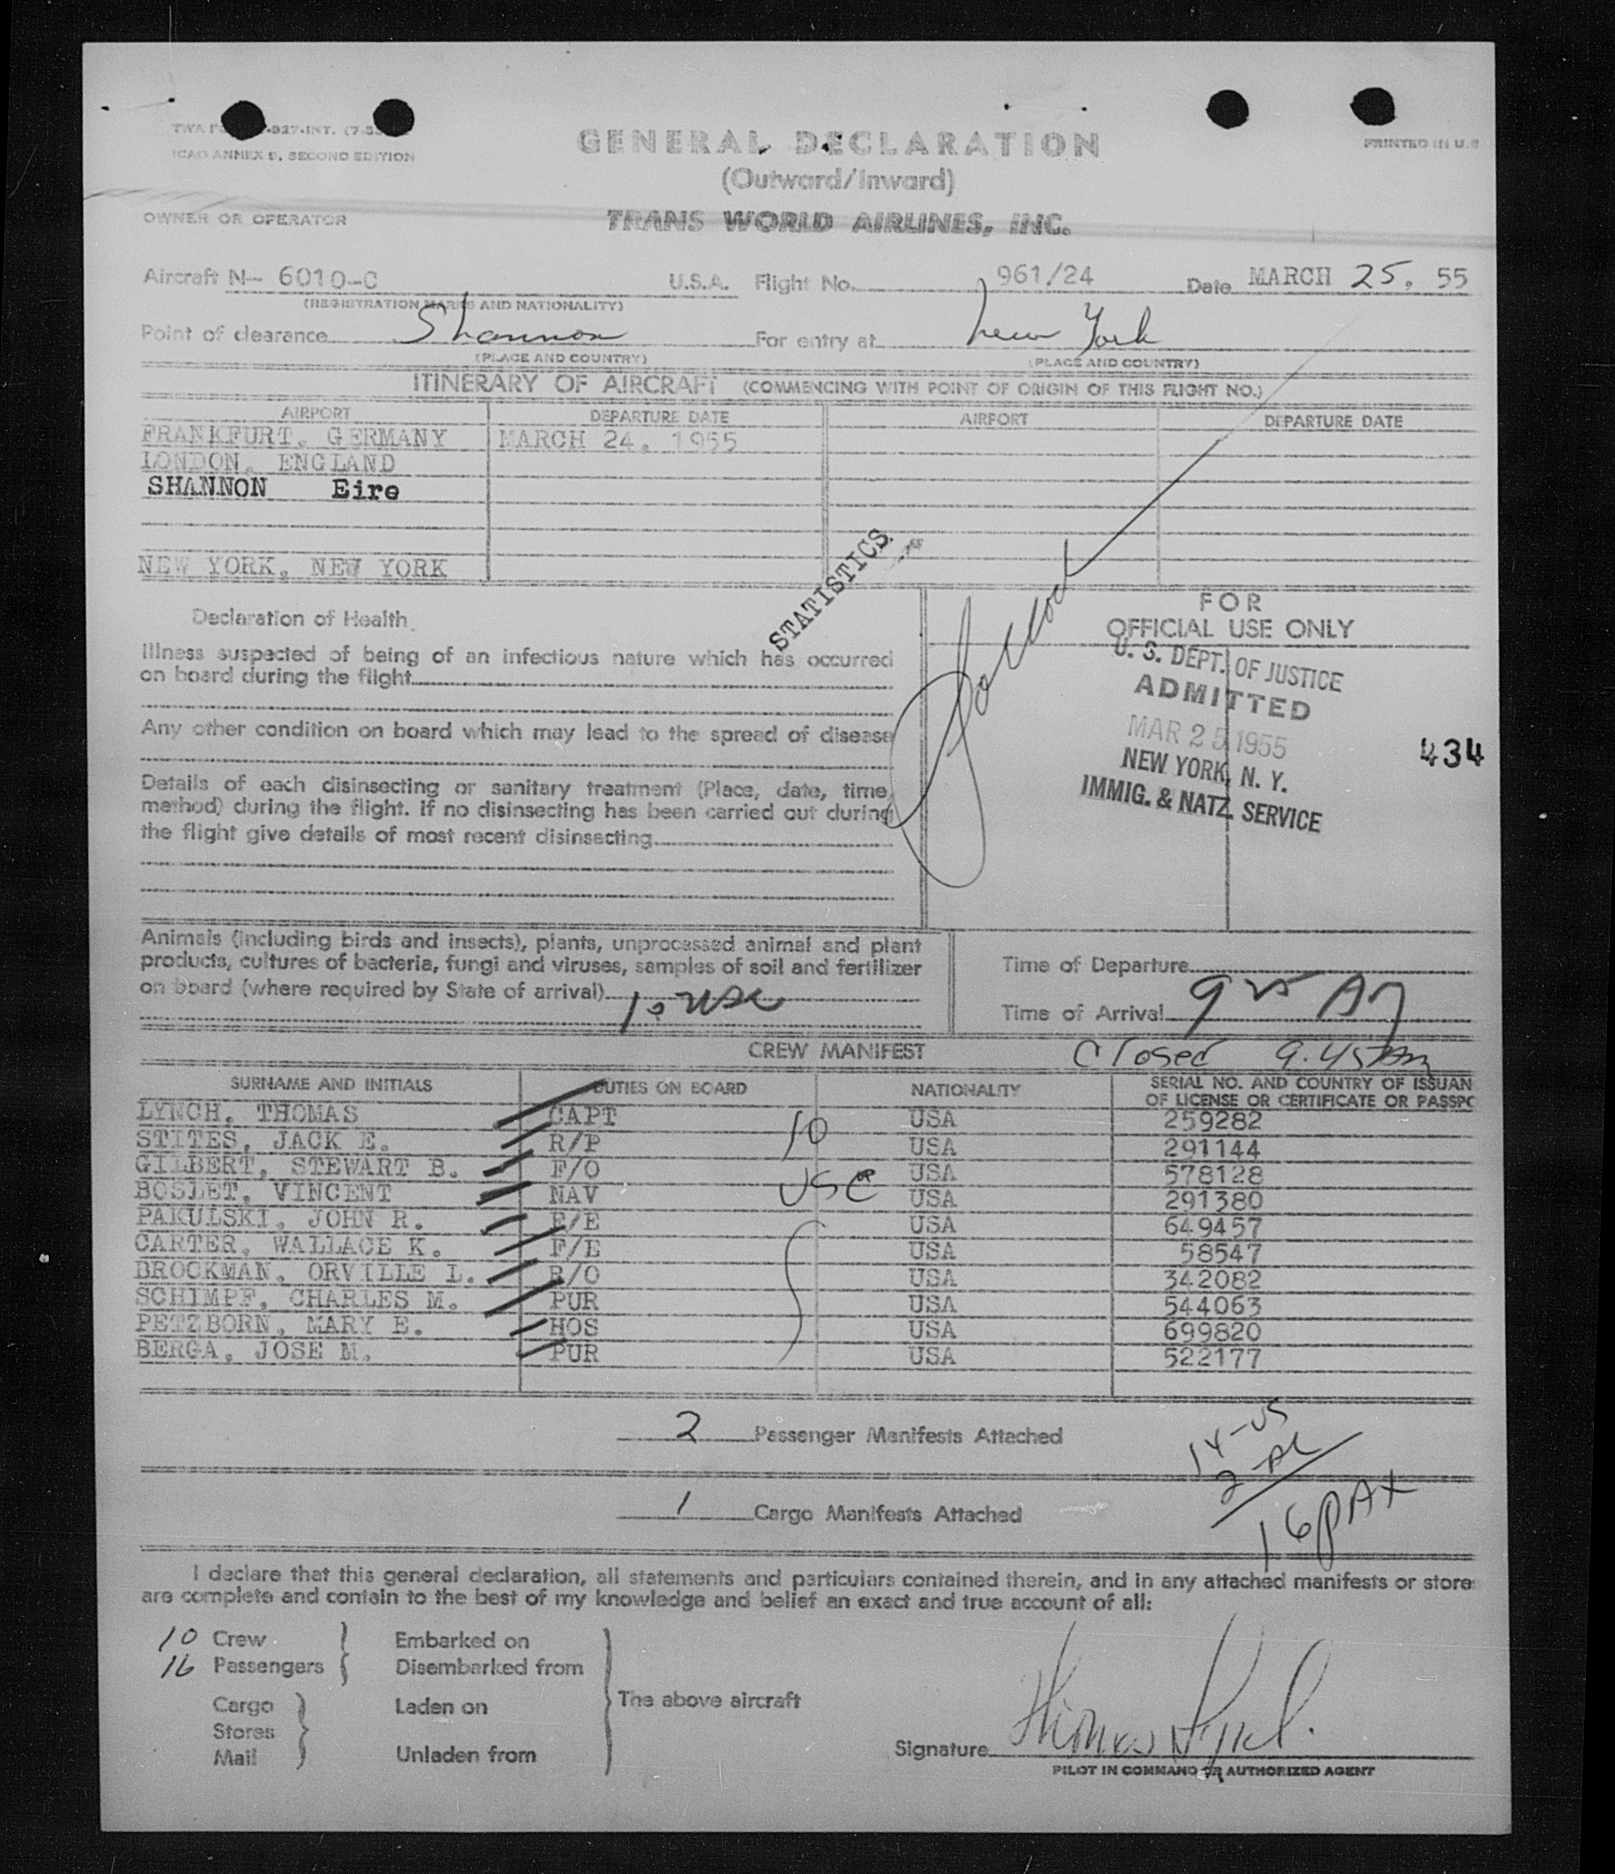 ICAO ANNEX 9, SECOND EDITION
GENERAL DECLARATION
PRINTED IN U.S
(Outward/Inward)
OWNER OR OPERATOR
TRANS WORLD AIRLINES, INC.
Aircraft N- 6010-C U.S.A. Flight No. 961/24 Date MARCH 25, 55
(REGISTRATION MARKS AND NATIONALITY)
Point of clearance Shannon For entry at New York
(PLACE AND COUNTRY) (PLACE AND COUNTRY)
ITINERARY OF AIRCRAFT (COMMENCING WITH POINT OF ORIGIN OF THIS FLIGHT NO.)
AIRPORT DEPARTURE DATE AIRPORT DEPARTURE DATE
FRANKFURT, GERMANY MARCH 24, 1955
LONDON, ENGLAND
SHANNON Eire
NEW YORK, NEW YORK
STATISTICS
Declaration of Health
Illness suspected of being of an infectious nature which has occurred
on board during the flight
Any other condition on board which may lead to the spread of disease
Details of each disinsecting or sanitary treatment (Place, date, time,
method) during the flight. If no disinsecting has been carried out during
the flight give details of most recent disinsecting
FOR
OFFICIAL USE ONLY
U. S. DEPT. OF JUSTICE
ADMITTED
MAR 25 1955
NEW YORK, N. Y.
IMMIG. & NATZ. SERVICE
434
Animals (including birds and insects), plants, unprocessed animal and plant
products, cultures of bacteria, fungi and viruses, samples of soil and fertilizer
on board (where required by State of arrival)
10 USC
Time of Departure
Time of Arrival 925 AM
CREW MANIFEST
Closed 9.45 AM
SURNAME AND INITIALS DUTIES ON BOARD NATIONALITY SERIAL NO. AND COUNTRY OF ISSUAN
OF LICENSE OR CERTIFICATE OR PASSPO
LYNCH, THOMAS CAPT USA 259282
STITES, JACK E. R/P USA 291144
GILBERT, STEWART B. F/O USA 578128
BOSLET, VINCENT NAV USA 291380
PAKULSKI, JOHN R. F/E USA 649457
CARTER, WALLACE K. F/E USA 58547
BROCKMAN, ORVILLE L. R/O USA 342082
SCHIMPF, CHARLES M. PUR USA 544063
PETZBORN, MARY E. HOS USA 699820
BERGA, JOSE M. PUR USA 522177
10
USC
2 Passenger Manifests Attached
14-US
2-AL
16 PAX
1 Cargo Manifests Attached
I declare that this general declaration, all statements and particulars contained therein, and in any attached manifests or store
are complete and contain to the best of my knowledge and belief an exact and true account of all:
10 Crew Embarked on
16 Passengers Disembarked from
Cargo Laden on The above aircraft
Stores
Mail Unladen from
Signature Thomas Lynch.
PILOT IN COMMAND OR AUTHORIZED AGENT